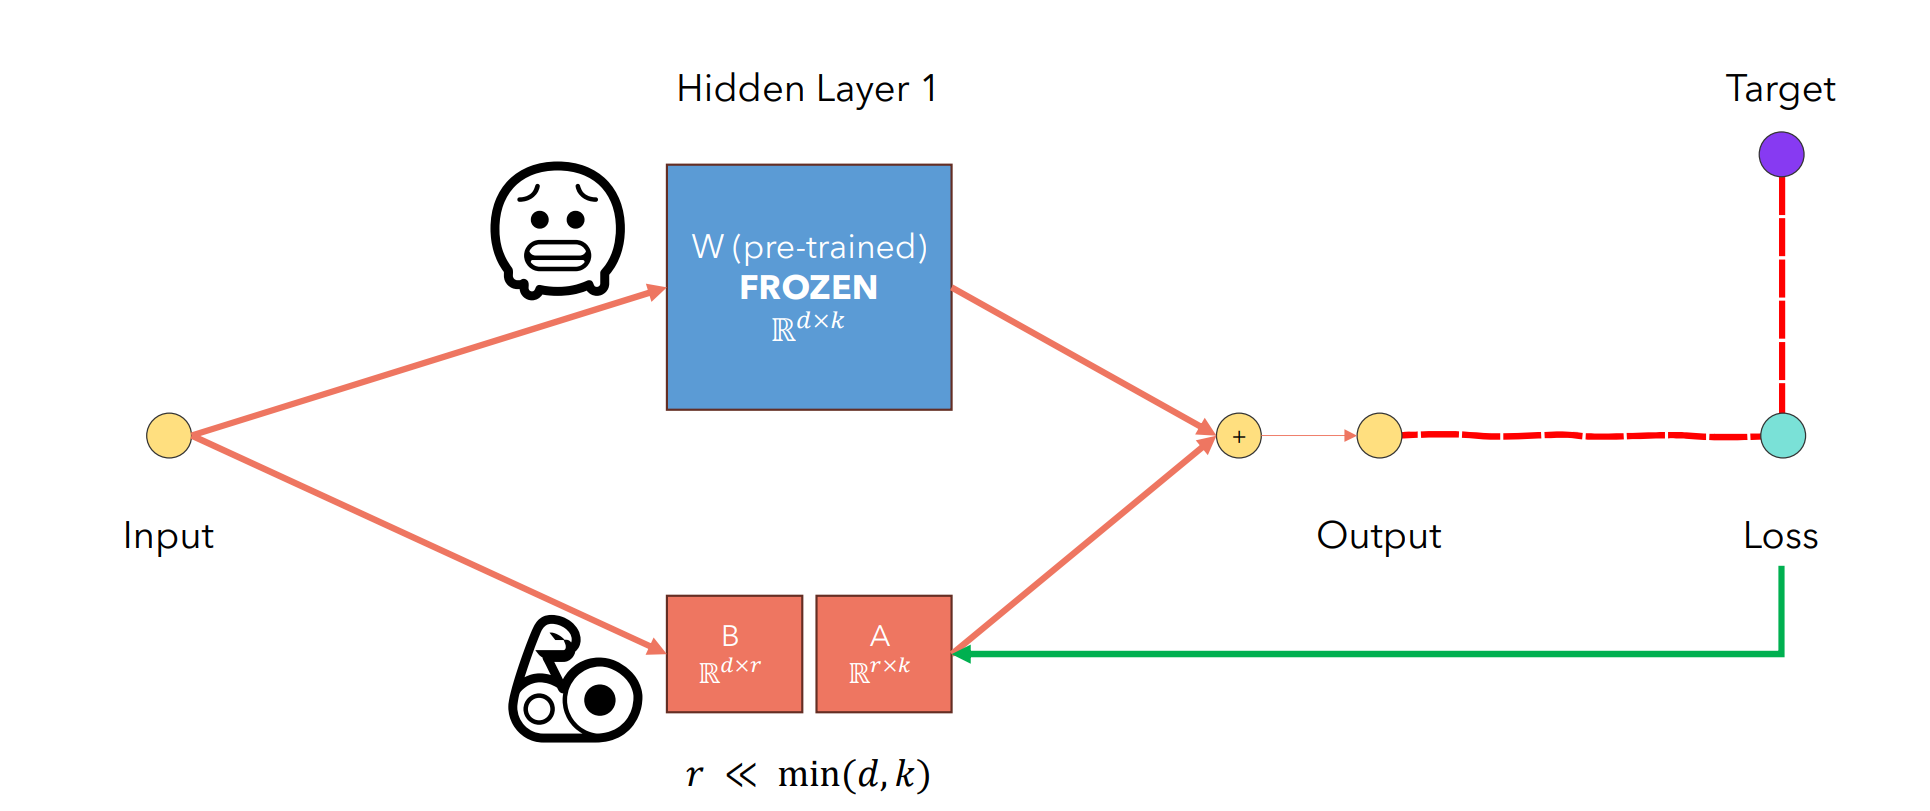 Hidden Layer 1
Target
W (pre-trained)
FROZEN
ℝ^{d×k}
+
Input
Output
Loss
B
ℝ^{d×r}
A
ℝ^{r×k}
r ≪ min(d,k)